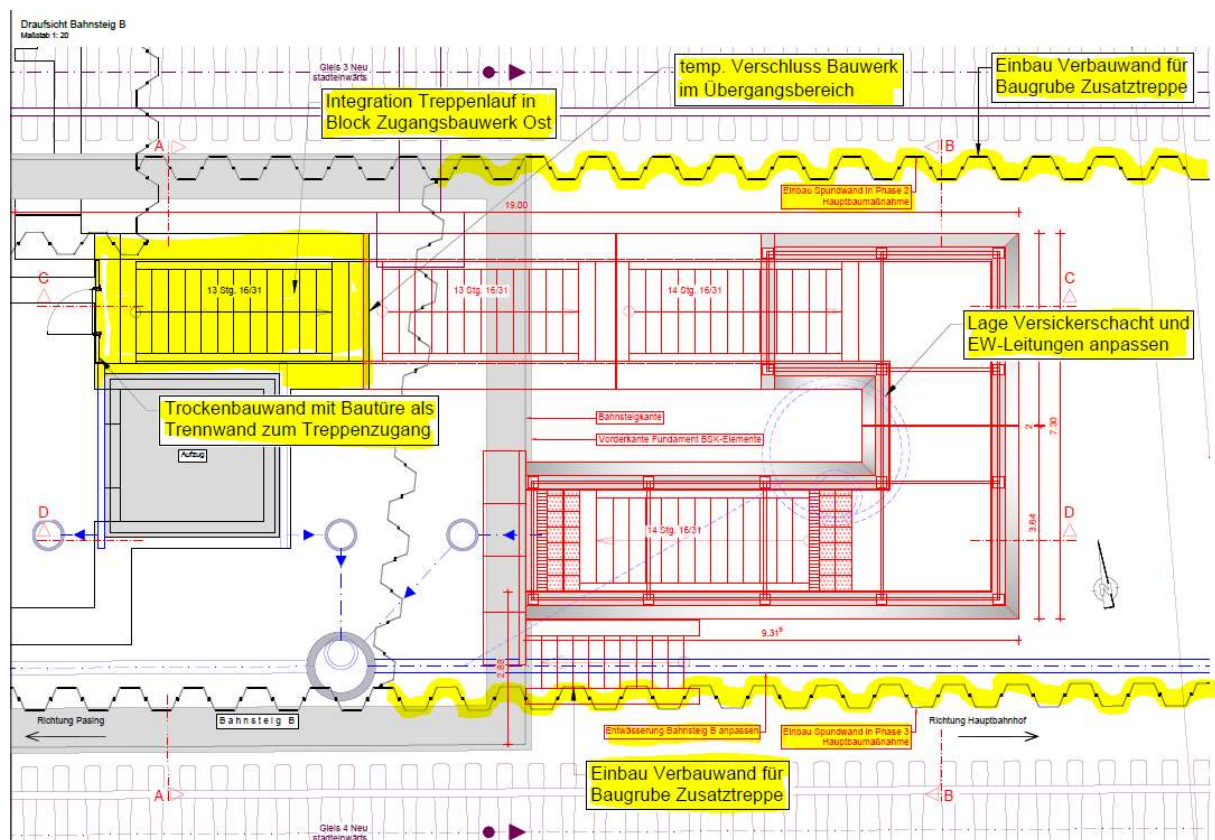 Draufsicht Bahnsteig B
Maßstab 1: 20
Gleis 3 Neu
stadteinwärts
Integration Treppenlauf in
Block Zugangsbauwerk Ost
temp. Verschluss Bauwerk
im Übergangsbereich
Einbau Verbauwand für
Baugrube Zusatztreppe
A
B
Einbau Spundwand in Phase 2
Hauptbaumaßnahme
19.00
C
13 Stg. 16/31
13 Stg. 16/31
14 Stg. 16/31
C
Lage Versickerschacht und
EW-Leitungen anpassen
Trockenbauwand mit Bautüre als
Trennwand zum Treppenzugang
Bahnsteigkante
Vorderkante Fundament BSK-Elemente
2
7.30
Aufzug
D
14 Stg. 16/31
3.64
D
9.31⁵
2.88
Richtung Pasing
Bahnsteig B
Entwässerung Bahnsteig B anpassen
Einbau Spundwand in Phase 3
Hauptbaumaßnahme
Richtung Hauptbahnhof
Einbau Verbauwand für
Baugrube Zusatztreppe
A
B
Gleis 4 Neu
stadteinwärts